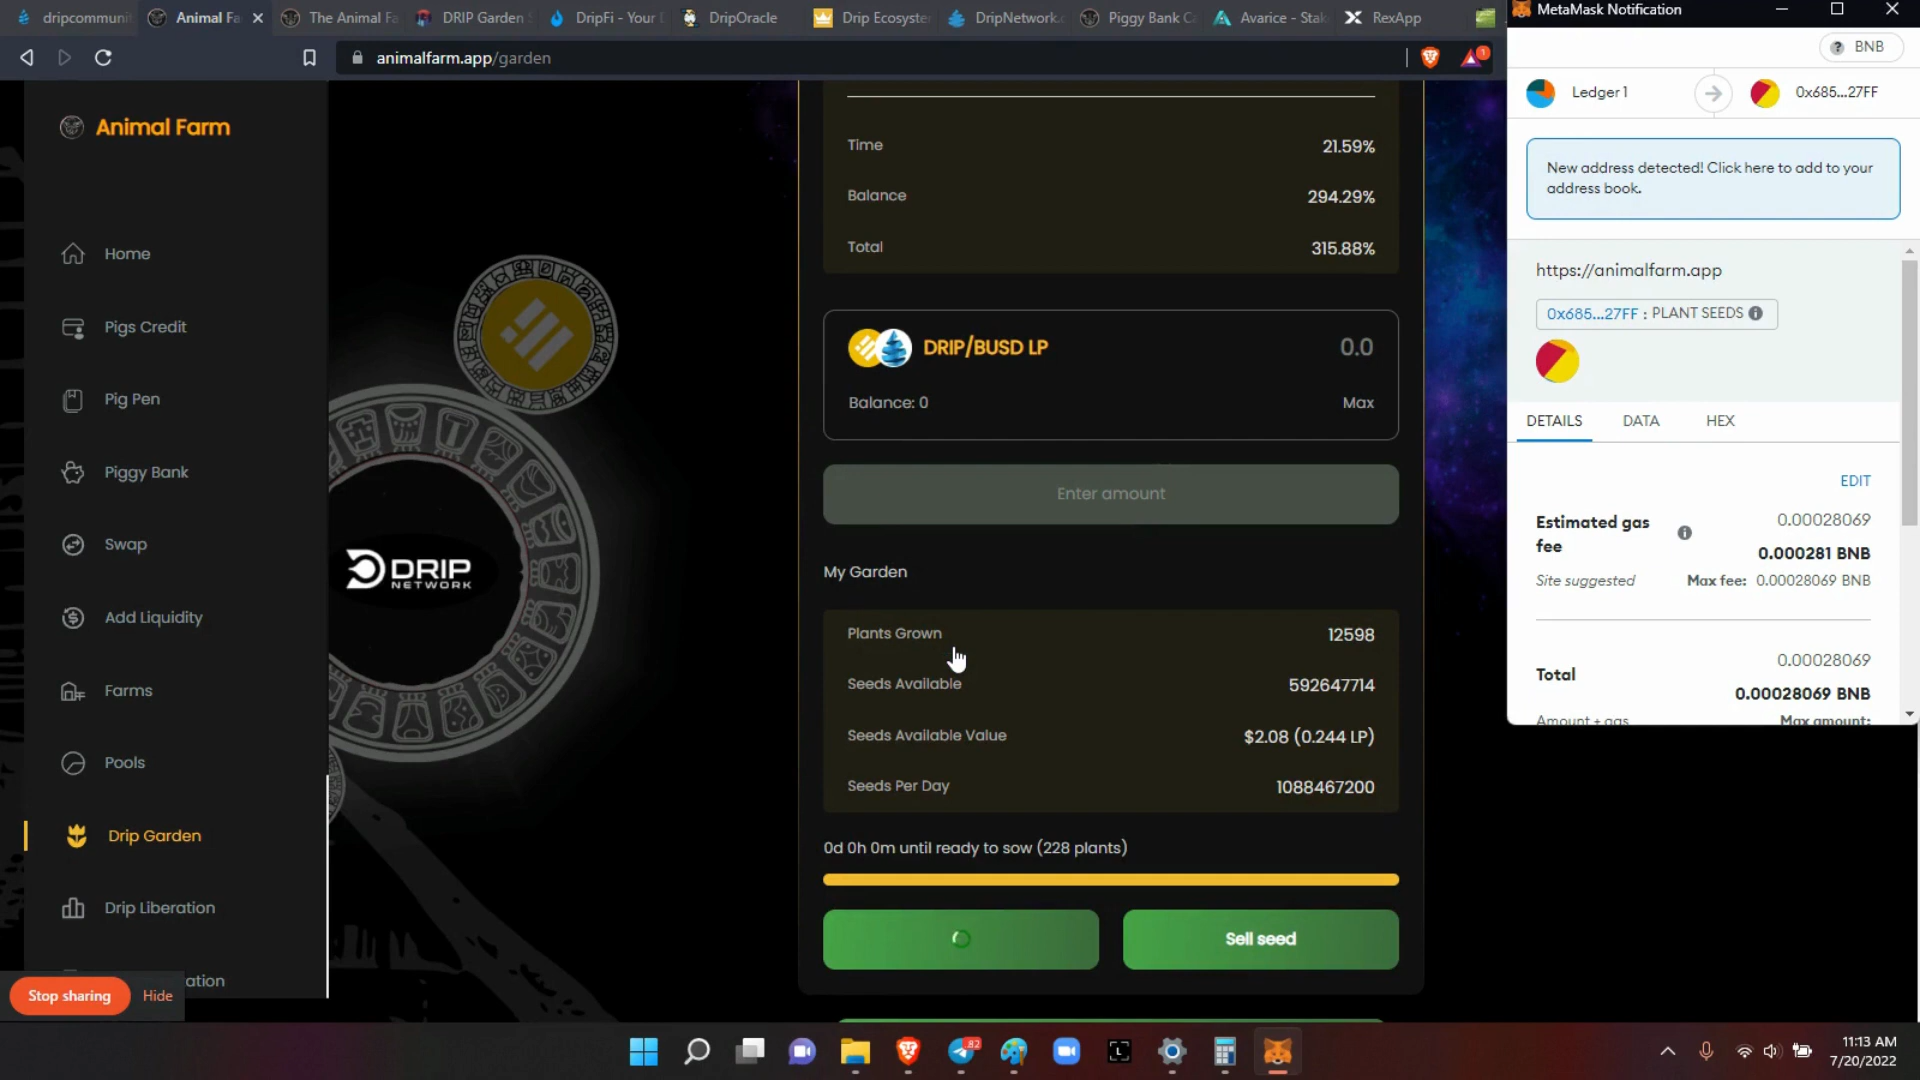 dripcommuni
Animal Fa
The Animal Fa
DRIP Garden
DripFi - Your
DripOracle
Drip Ecosyste
DripNetwork.
Piggy Bank C
Avarice - Stak
RexApp
MetaMask Notification
animalfarm.app/garden
1
BNB
Ledger 1
0x685...27FF
Animal Farm
New address detected! Click here to add to your
address book.
Time
21.59%
Balance
294.29%
Total
315.88%
Home
Pigs Credit
Pig Pen
Piggy Bank
Swap
Add Liquidity
Farms
Pools
Drip Garden
Drip Liberation
ation
DRIP
NETWORK
DRIP/BUSD LP
0.0
Balance: 0
Max
Enter amount
My Garden
Plants Grown
12598
Seeds Available
592647714
Seeds Available Value
$2.08 (0.244 LP)
Seeds Per Day
1088467200
0d 0h 0m until ready to sow (228 plants)
Sell seed
https://animalfarm.app
0x685...27FF : PLANT SEEDS
DETAILS
DATA
HEX
EDIT
Estimated gas
fee
0.00028069
0.000281 BNB
Site suggested
Max fee: 0.00028069 BNB
Total
0.00028069
0.00028069 BNB
Amount + gas
Max amount:
Stop sharing
Hide
82
11:13 AM
7/20/2022